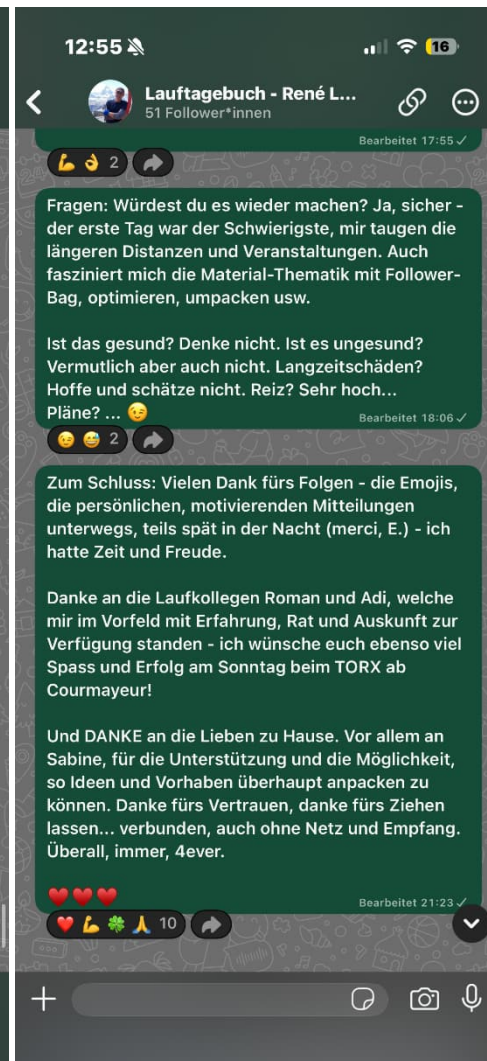 12:55
16
Lauftagebuch - René L...
51 Follower*innen
Bearbeitet 17:55
2
Fragen: Würdest du es wieder machen? Ja, sicher -
der erste Tag war der Schwierigste, mir taugen die
längeren Distanzen und Veranstaltungen. Auch
fasziniert mich die Material-Thematik mit Follower-
Bag, optimieren, umpacken usw.
Ist das gesund? Denke nicht. Ist es ungesund?
Vermutlich aber auch nicht. Langzeitschäden?
Hoffe und schätze nicht. Reiz? Sehr hoch...
Pläne? ... 😉
Bearbeitet 18:06
2
Zum Schluss: Vielen Dank fürs Folgen - die Emojis,
die persönlichen, motivierenden Mitteilungen
unterwegs, teils spät in der Nacht (merci, E.) - ich
hatte Zeit und Freude.
Danke an die Laufkollegen Roman und Adi, welche
mir im Vorfeld mit Erfahrung, Rat und Auskunft zur
Verfügung standen - ich wünsche euch ebenso viel
Spass und Erfolg am Sonntag beim TORX ab
Courmayeur!
Und DANKE an die Lieben zu Hause. Vor allem an
Sabine, für die Unterstützung und die Möglichkeit,
so Ideen und Vorhaben überhaupt anpacken zu
können. Danke fürs Vertrauen, danke fürs Ziehen
lassen... verbunden, auch ohne Netz und Empfang.
Überall, immer, 4ever.
Bearbeitet 21:23
10